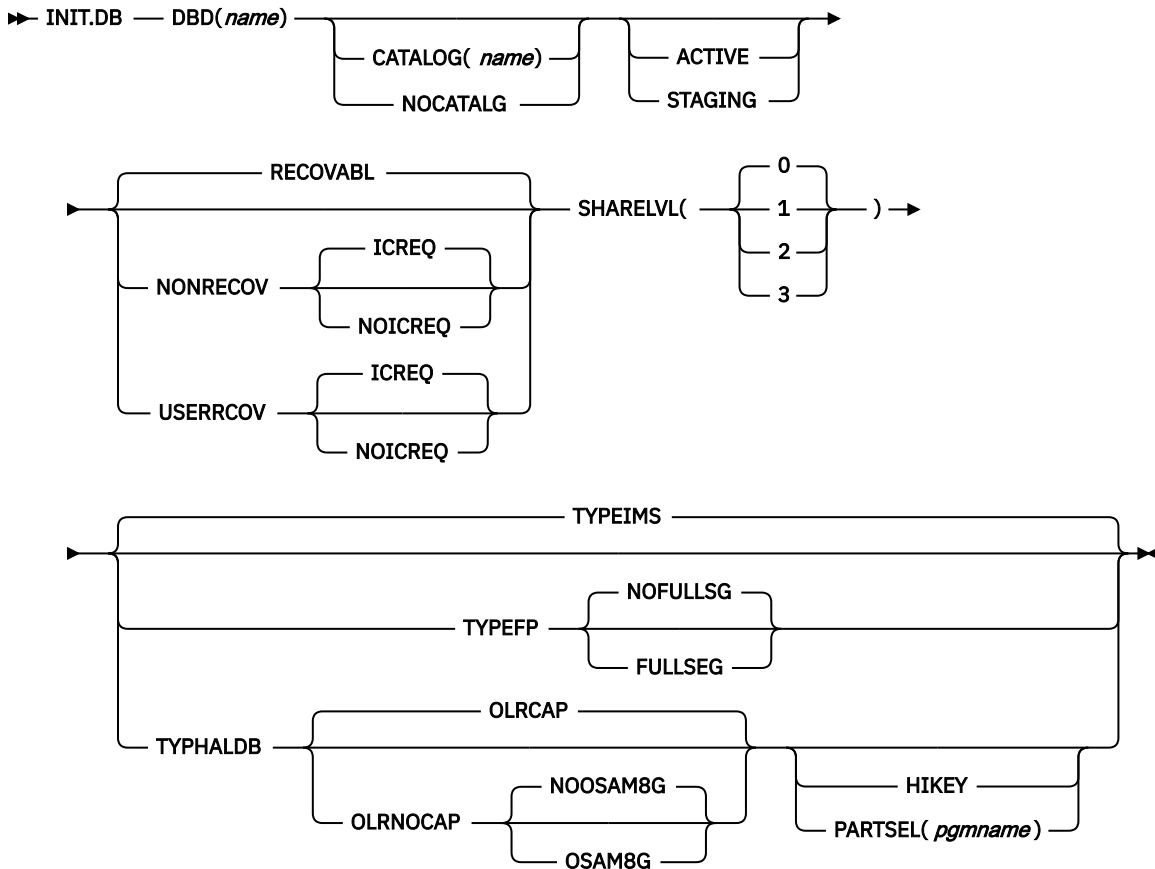 INIT.DB DBD(name)
CATALOG( name)
NOCATALG
ACTIVE
STAGING
RECOVABL
NONRECOV
ICREQ
NOICREQ
USERRCOV
ICREQ
NOICREQ
SHARELVL(
0
1
2
3
)
TYPEIMS
TYPEFP
NOFULLSG
FULLSEG
TYPHALDB
OLRCAP
OLRNOCAP
NOOSAM8G
OSAM8G
HIKEY
PARTSEL( pgmname)